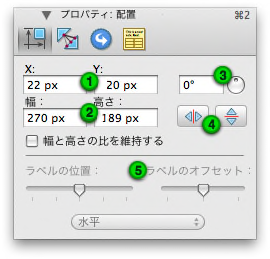 プロパティ: 配置 ⌘2
X: Y:
22 px 1 20 px 0° 3
幅： 高さ：
270 px 2 189 px 4
幅と高さの比を維持する
ラベルの位置： 5 ラベルのオフセット：
水平